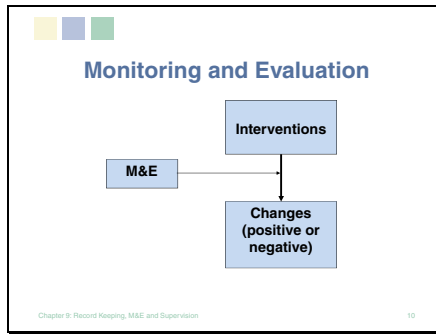 Monitoring and Evaluation
Interventions
M&E
Changes
(positive or
negative)
Chapter 9: Record Keeping, M&E and Supervision
10